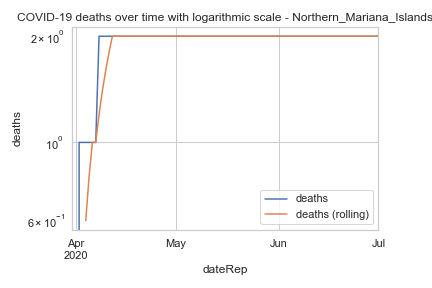 COVID-19 deaths over time with logarithmic scale - Northern_Mariana_Islands
2 × 10⁰
10⁰
6 × 10⁻¹
deaths
deaths
deaths (rolling)
Apr May Jun Jul
2020
dateRep